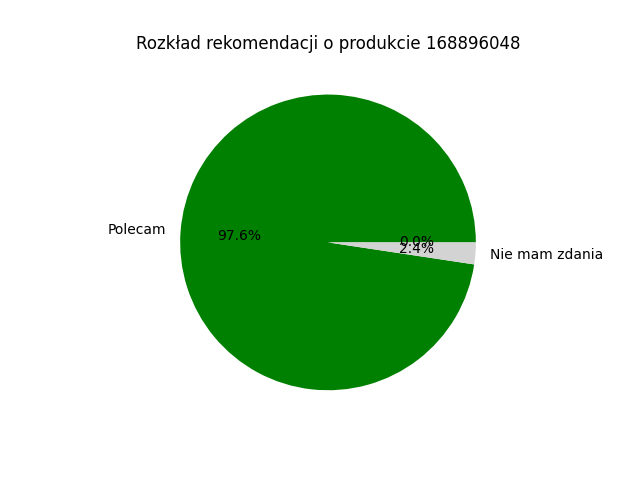 Rozkład rekomendacji o produkcie 168896048
Polecam
97.6%
0.0%
2.4%
Nie mam zdania